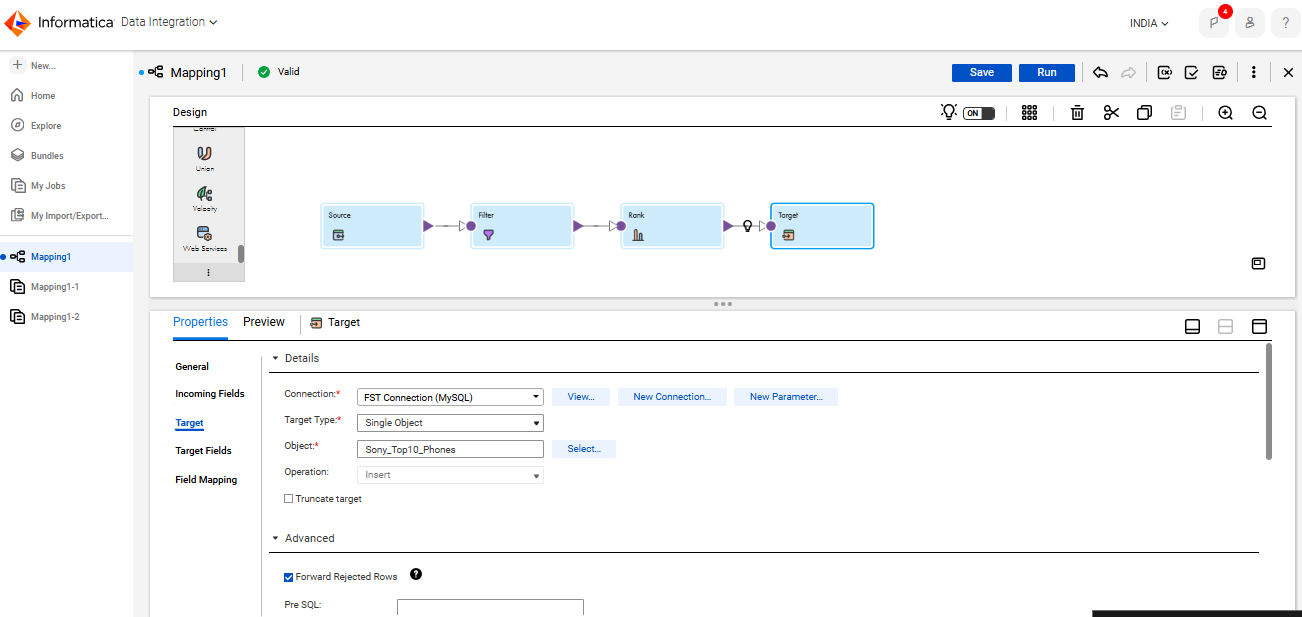 Informatica Data Integration INDIA 4 ?
New...
Home
Explore
Bundles
My Jobs
My Import/Export...
Mapping1
Mapping1-1
Mapping1-2
Mapping1 Valid Save Run
Design ON
Control
Union
Velocity
Web Services
Source
Filter
Rank
Target
Properties Preview Target
General
Incoming Fields
Target
Target Fields
Field Mapping
Details
Connection:* FST Connection (MySQL) View... New Connection... New Parameter...
Target Type:* Single Object
Object:* Sony_Top10_Phones Select...
Operation: Insert
Truncate target
Advanced
Forward Rejected Rows ?
Pre SQL: